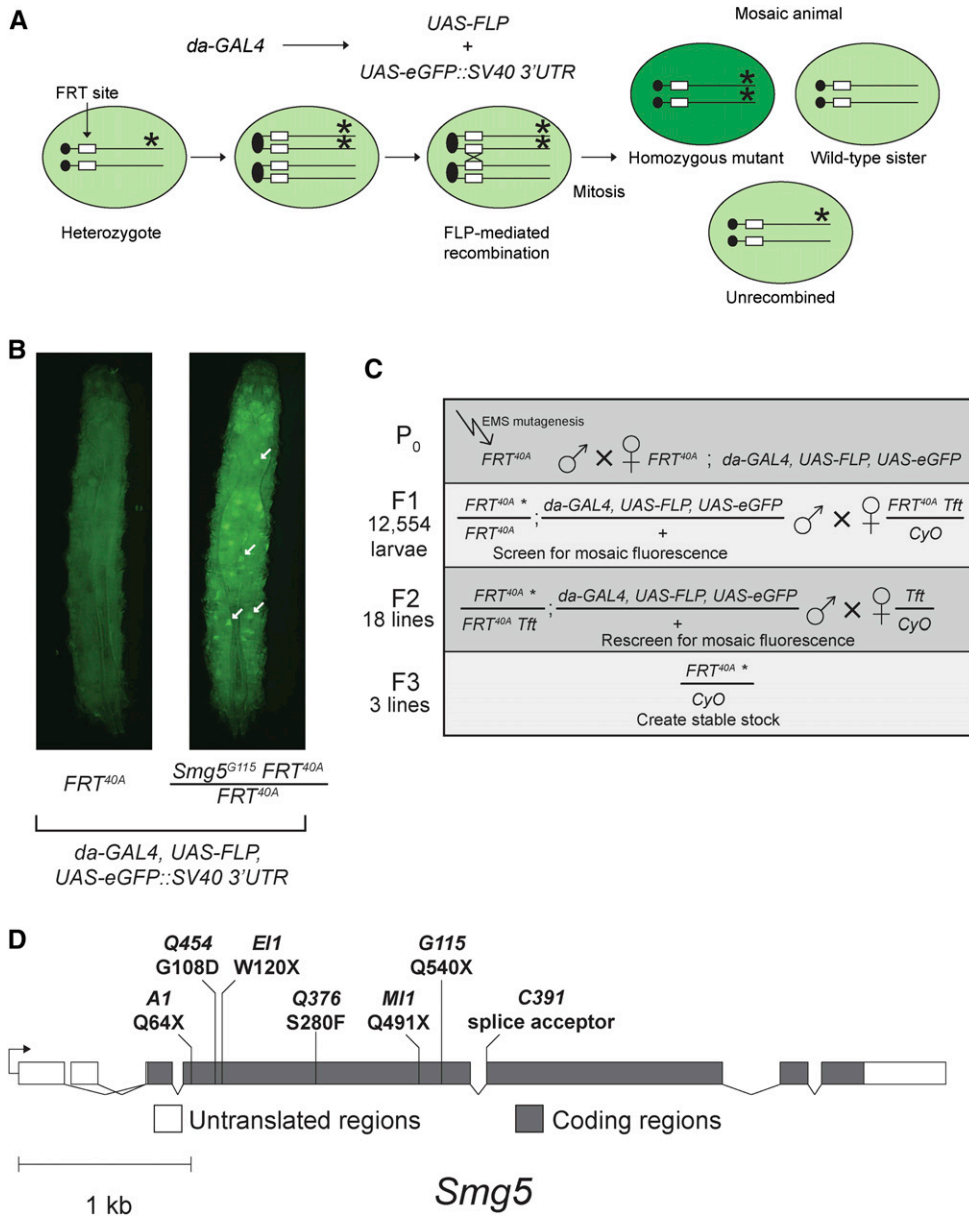 A
da-GAL4
UAS-FLP
+
UAS-eGFP::SV40 3'UTR
Mosaic animal
FRT site
*
*
*
*
*
*
*
Homozygous mutant
Wild-type sister
Mitosis
Heterozygote
FLP-mediated
recombination
*
Unrecombined
B
FRT40A
Smg5G115 FRT40A
FRT40A
da-GAL4, UAS-FLP,
UAS-eGFP::SV40 3'UTR
C
P0
EMS mutagenesis
FRT40A ♂ × ♀ FRT40A ; da-GAL4, UAS-FLP, UAS-eGFP
F1
12,554
larvae
FRT40A * ; da-GAL4, UAS-FLP, UAS-eGFP ♂ × ♀ FRT40A Tft
FRT40A + CyO
Screen for mosaic fluorescence
F2
18 lines
FRT40A * ; da-GAL4, UAS-FLP, UAS-eGFP ♂ × ♀ Tft
FRT40A Tft + CyO
Rescreen for mosaic fluorescence
F3
3 lines
FRT40A *
CyO
Create stable stock
D
Q454 EI1 G115
G108D W120X Q540X
A1 Q376 MI1 C391
Q64X S280F Q491X splice acceptor
Untranslated regions
Coding regions
1 kb
Smg5